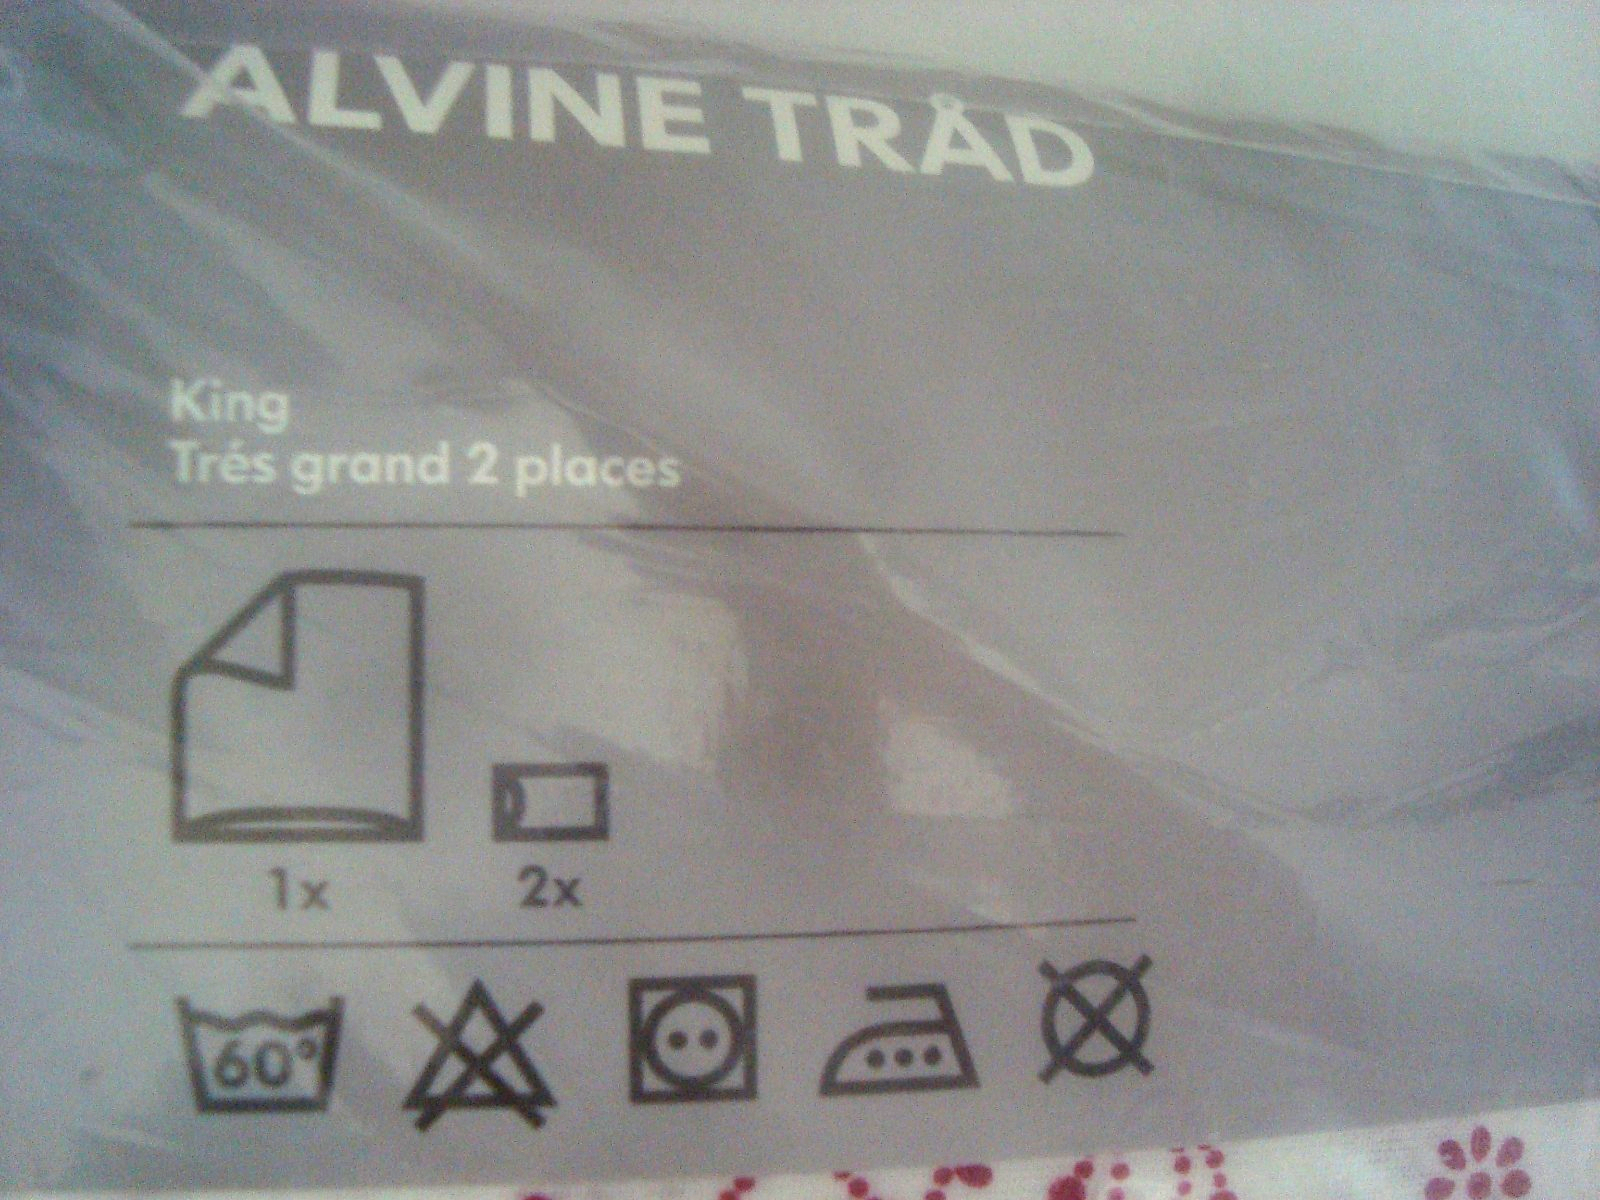 ALVINE TRÅD
King
Trés grand 2 places
1x 2x
60°